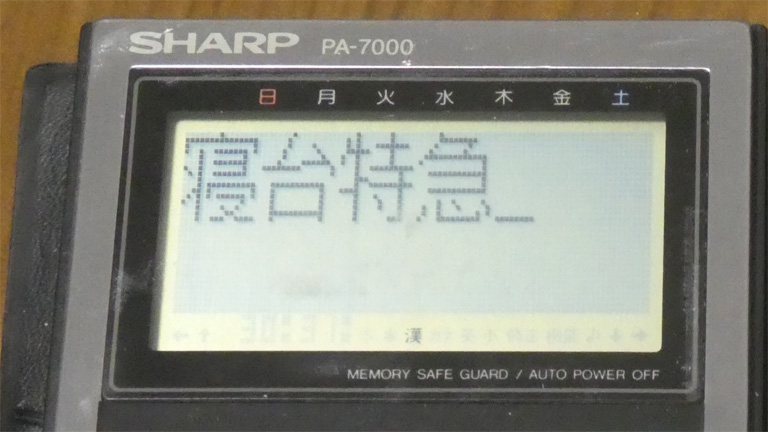 SHARP PA-7000
日 月 火 水 木 金 土
寝台特急_
漢
MEMORY SAFE GUARD / AUTO POWER OFF